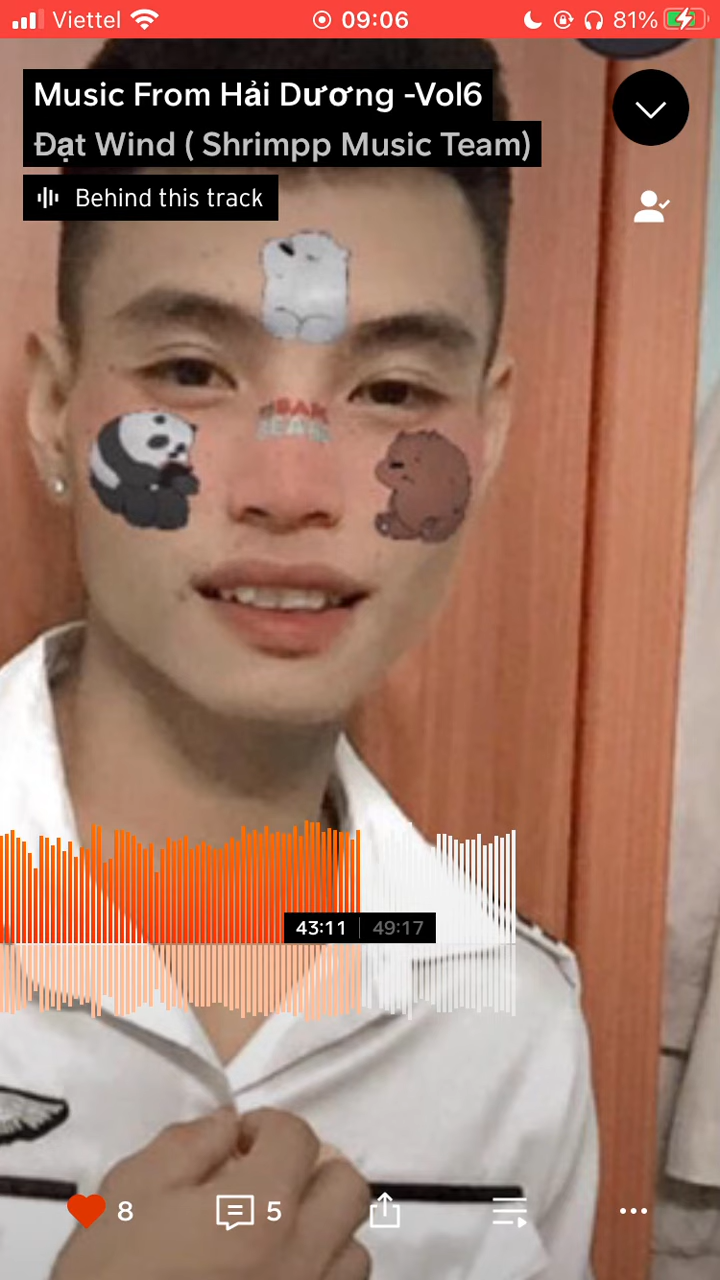 Viettel 09:06 81%
Music From Hải Dương -Vol6
Đạt Wind ( Shrimpp Music Team)
Behind this track
43:11 49:17
8 5